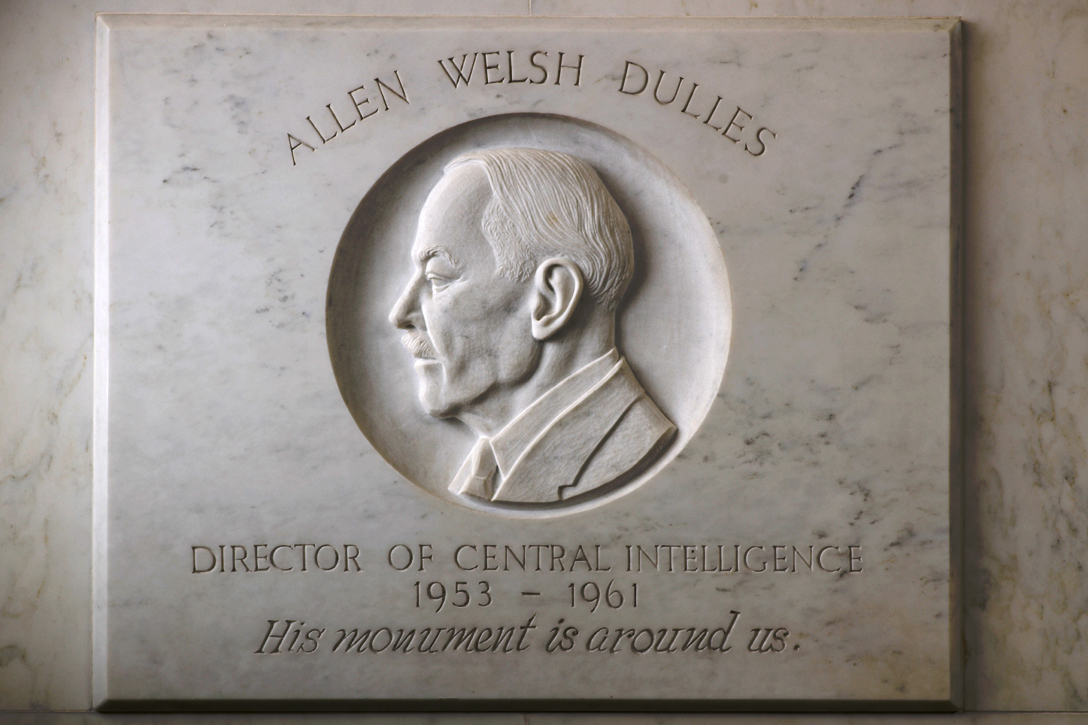 ALLEN WELSH DULLES
DIRECTOR OF CENTRAL INTELLIGENCE
1953 – 1961
His monument is around us.